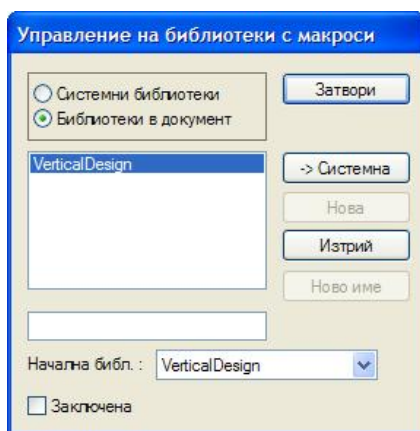 Управление на библиотеки с макроси
Системни библиотеки
Библиотеки в документ
Затвори
VerticalDesign
-> Системна
Нова
Изтрий
Ново име
Начална библ. : VerticalDesign
Заключена